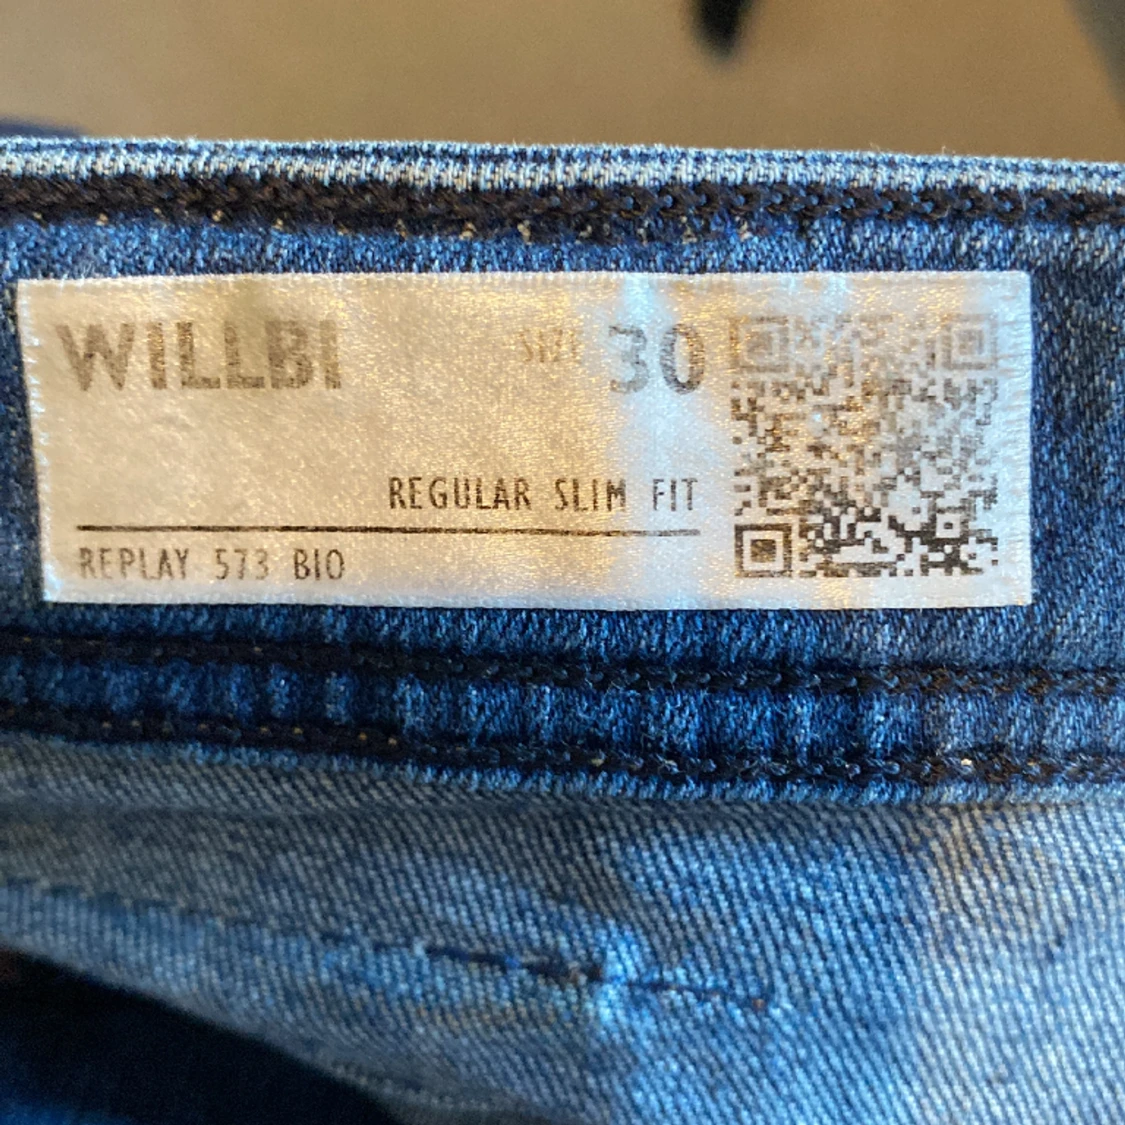 WILLBI SIZE 30
REGULAR SLIM FIT
REPLAY 573 BIO